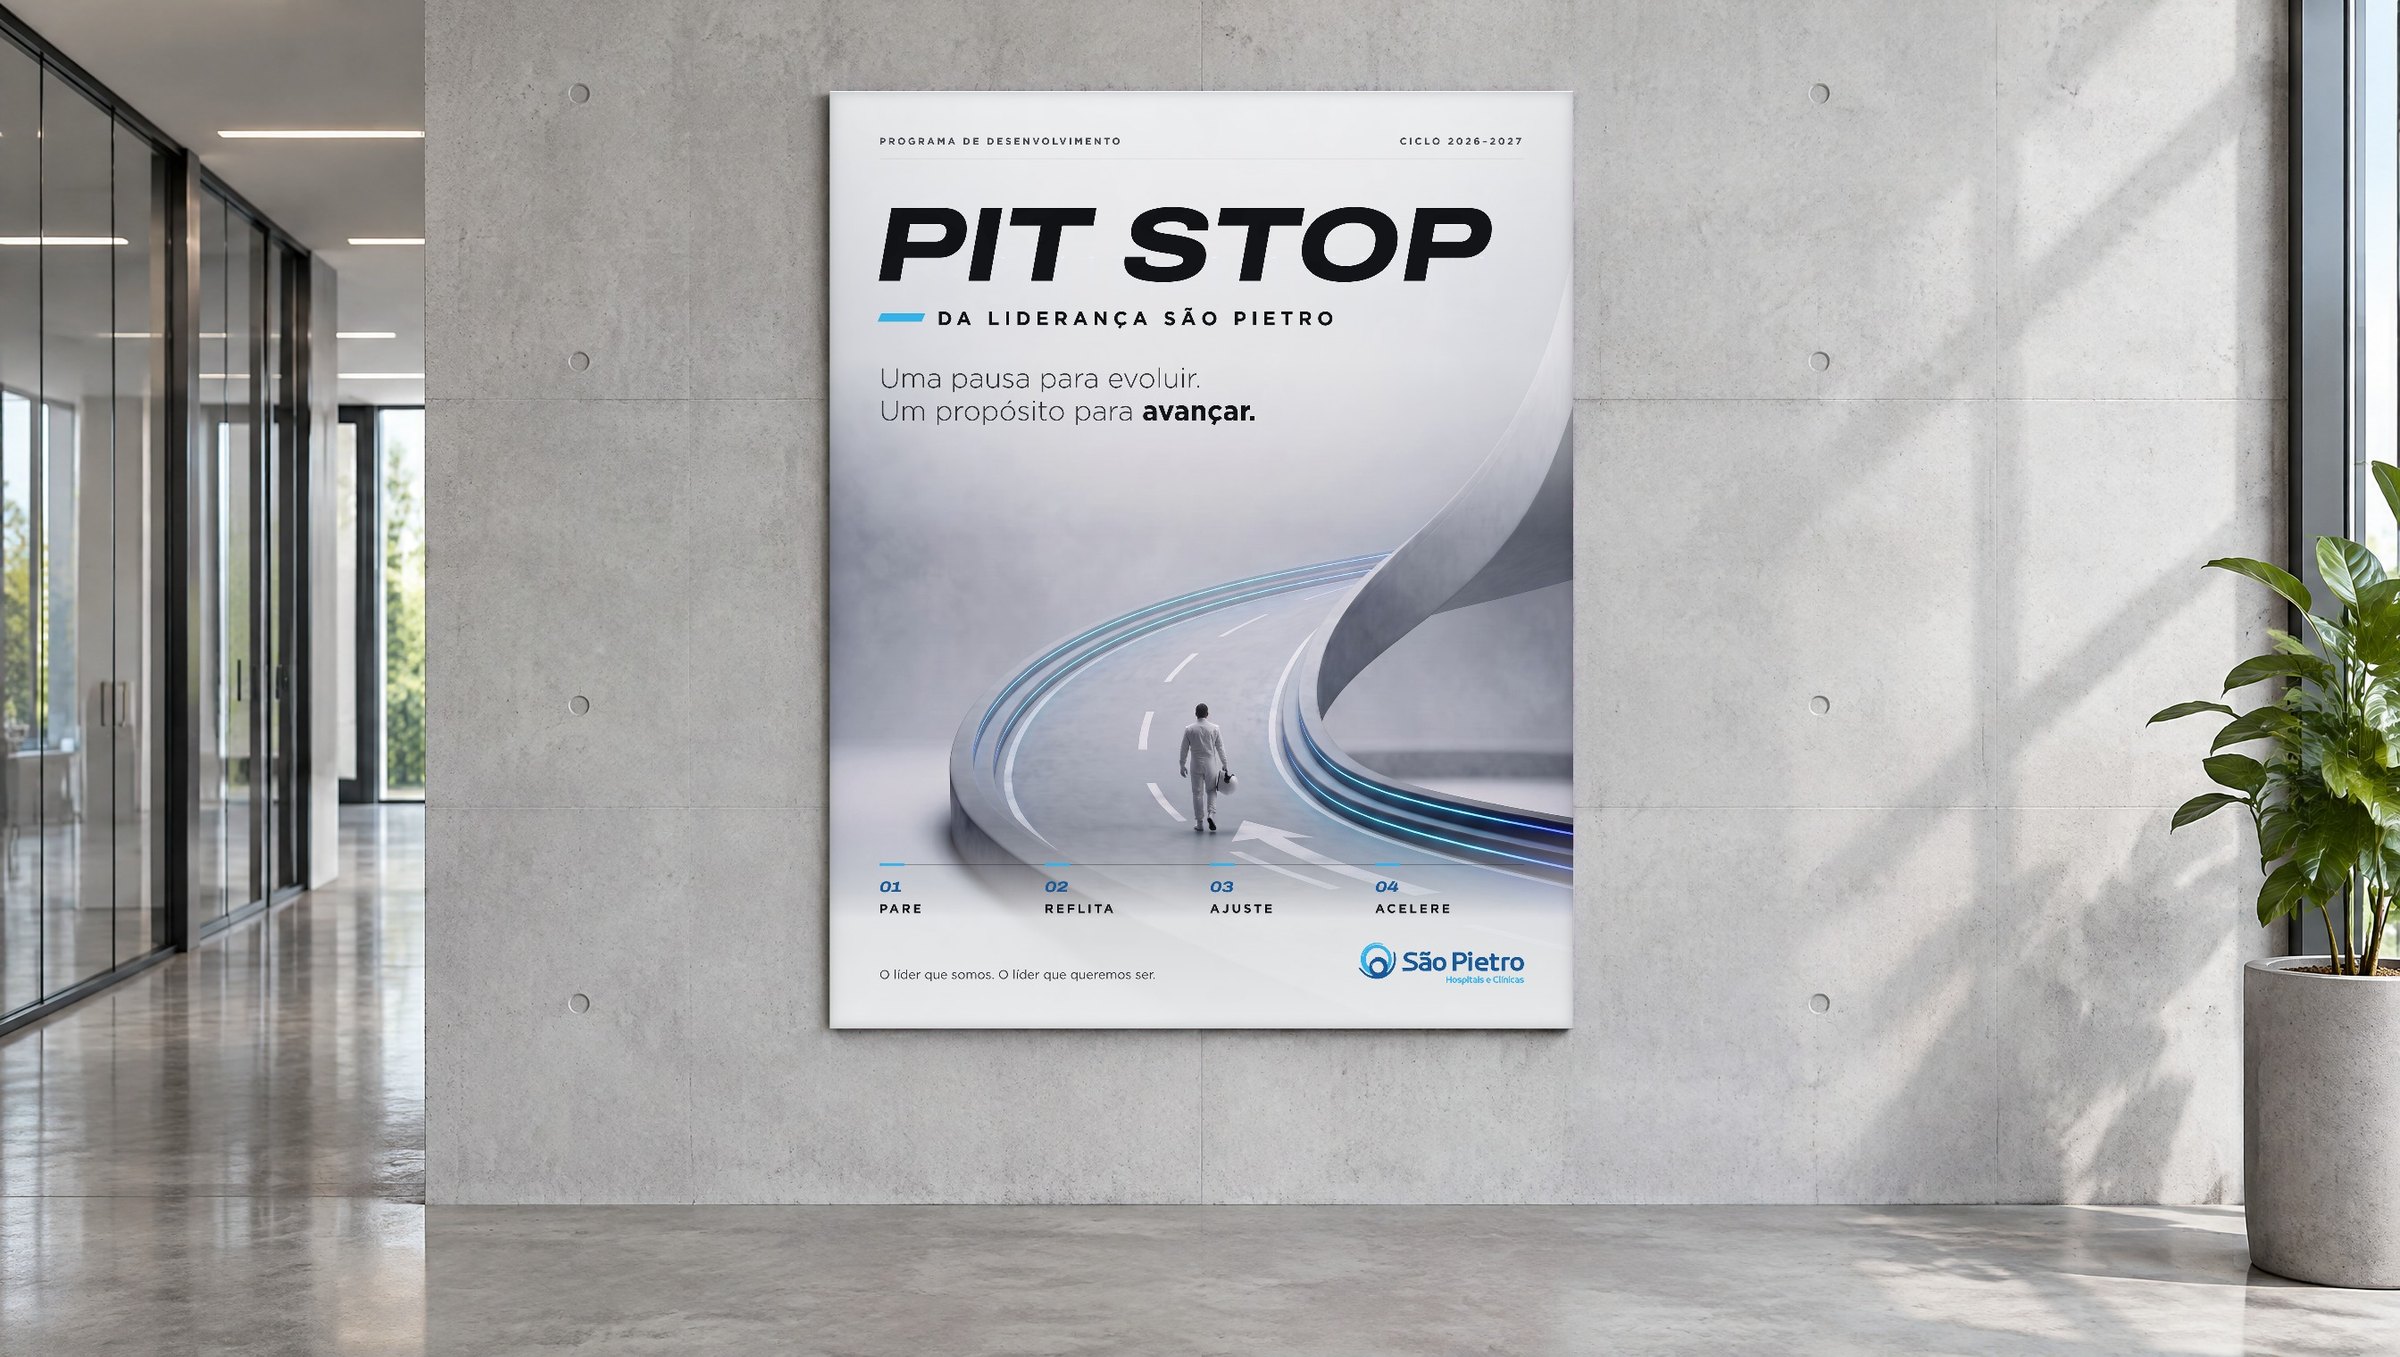 PROGRAMA DE DESENVOLVIMENTO
CICLO 2026-2027
PIT STOP
DA LIDERANÇA SÃO PIETRO
Uma pausa para evoluir.
Um propósito para avançar.
01
PARE
02
REFLITA
03
AJUSTE
04
ACELERE
O líder que somos. O líder que queremos ser.
São Pietro
Hospitais e Clínicas